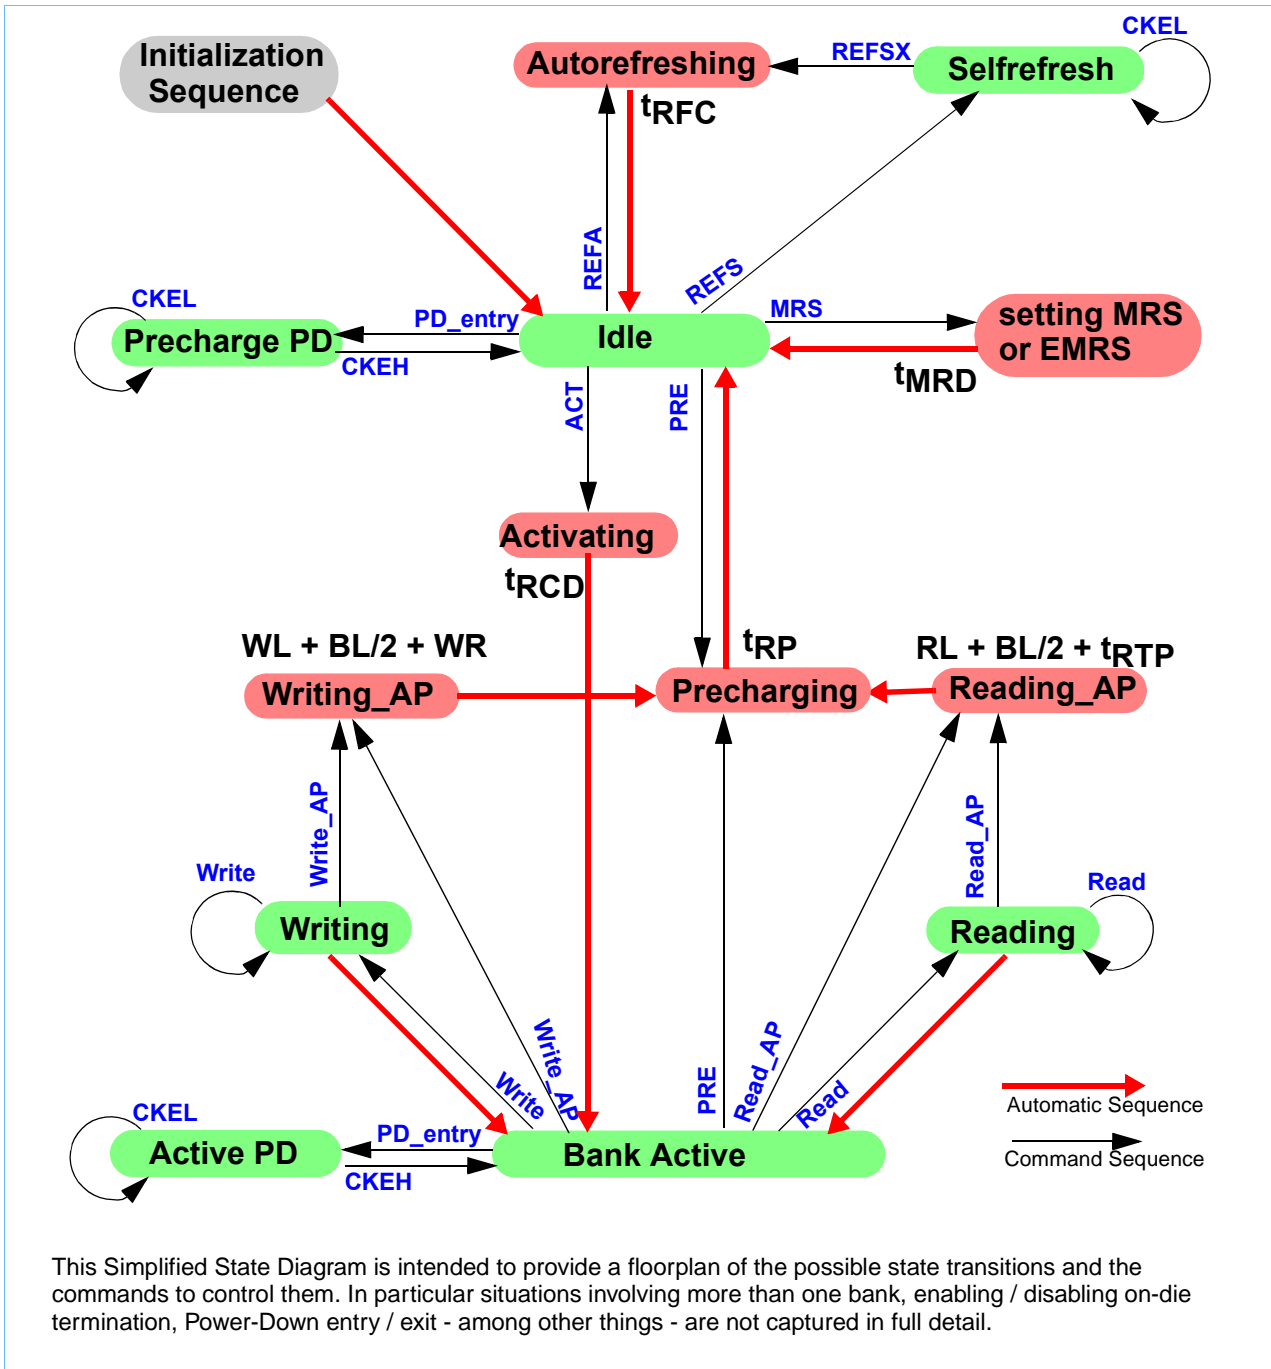 Initialization
Sequence
Autorefreshing
REFSX
Selfrefresh
CKEL
tRFC
REFA
REFS
CKEL
Precharge PD
PD_entry
CKEH
Idle
MRS
setting MRS
or EMRS
tMRD
ACT
PRE
Activating
tRCD
WL + BL/2 + WR
Writing_AP
tRP
Precharging
RL + BL/2 + tRTP
Reading_AP
Write_AP
Read_AP
Write
Writing
Read
Reading
Write
Write_AP
PRE
Read_AP
Read
CKEL
Active PD
PD_entry
CKEH
Bank Active
Automatic Sequence
Command Sequence
This Simplified State Diagram is intended to provide a floorplan of the possible state transitions and the
commands to control them. In particular situations involving more than one bank, enabling / disabling on-die
termination, Power-Down entry / exit - among other things - are not captured in full detail.